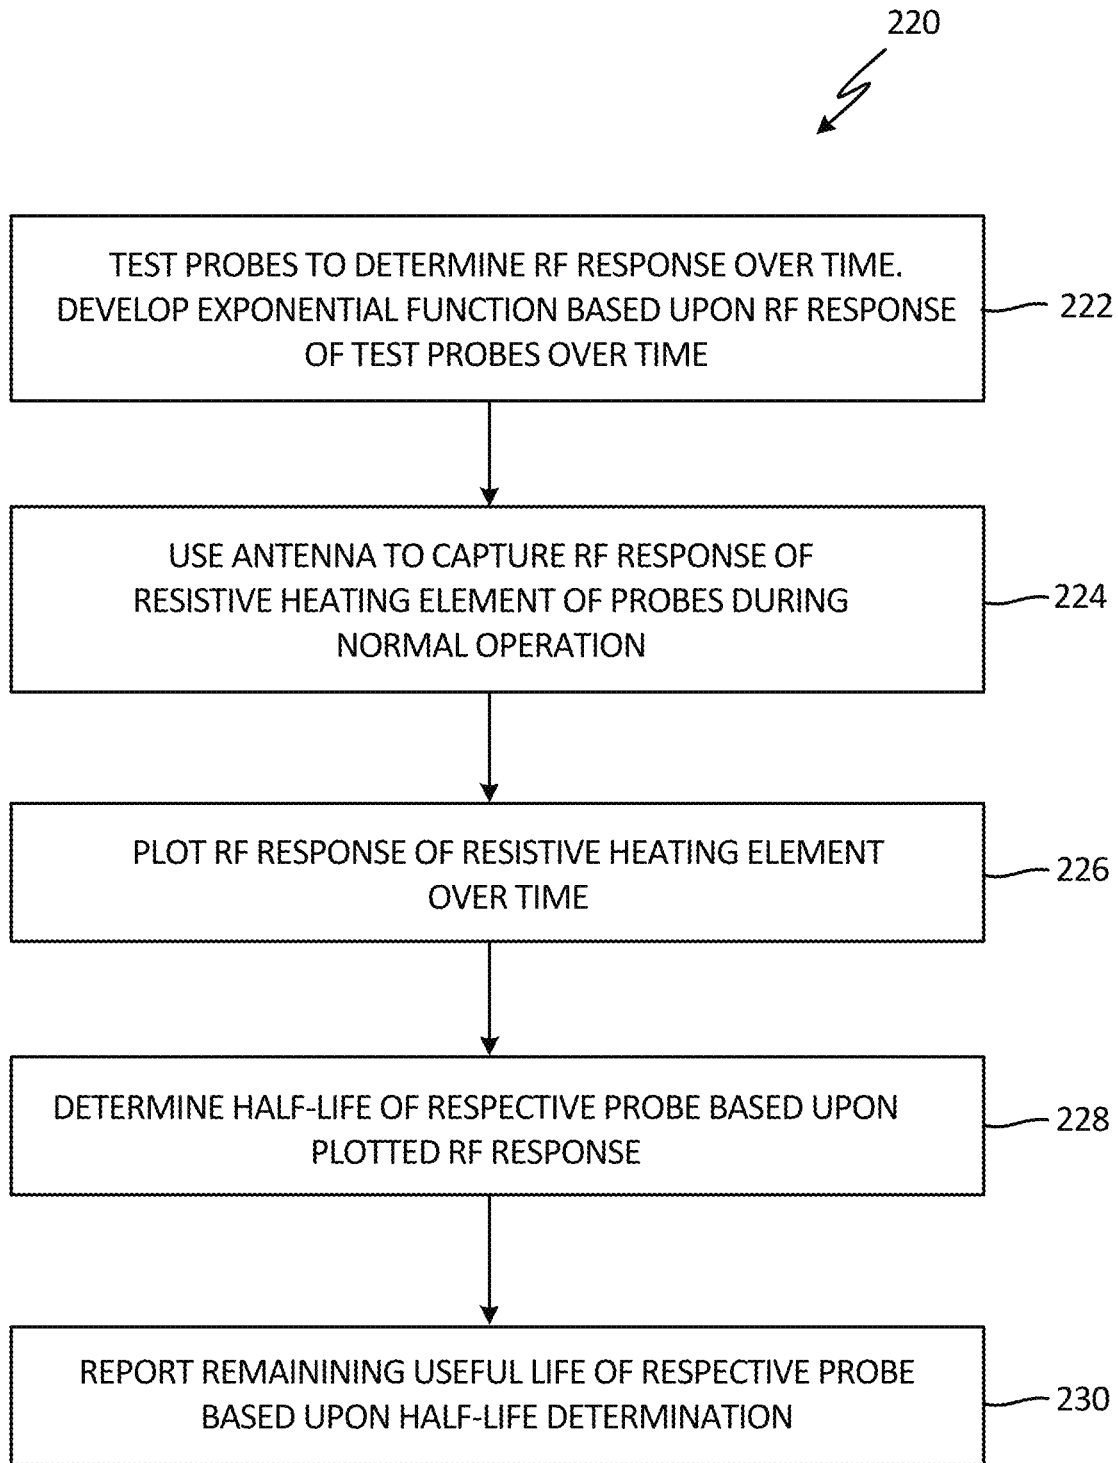 220
TEST PROBES TO DETERMINE RF RESPONSE OVER TIME.
DEVELOP EXPONENTIAL FUNCTION BASED UPON RF RESPONSE
OF TEST PROBES OVER TIME
222
USE ANTENNA TO CAPTURE RF RESPONSE OF
RESISTIVE HEATING ELEMENT OF PROBES DURING
NORMAL OPERATION
224
PLOT RF RESPONSE OF RESISTIVE HEATING ELEMENT
OVER TIME
226
DETERMINE HALF-LIFE OF RESPECTIVE PROBE BASED UPON
PLOTTED RF RESPONSE
228
REPORT REMAINING USEFUL LIFE OF RESPECTIVE PROBE
BASED UPON HALF-LIFE DETERMINATION
230